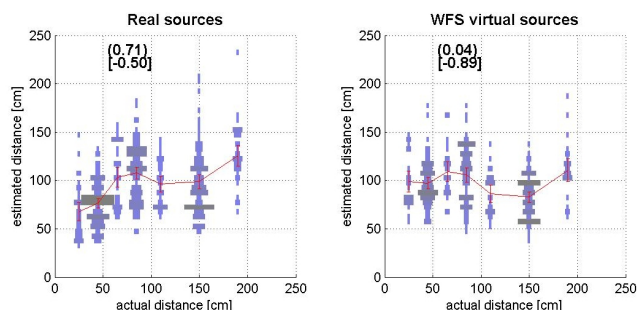 Real sources
250
200
150
100
50
0
(0.71)
[-0.50]
estimated distance [cm]
0 50 100 150 200 250
actual distance [cm]
WFS virtual sources
250
200
150
100
50
0
(0.04)
[-0.89]
estimated distance [cm]
0 50 100 150 200 250
actual distance [cm]